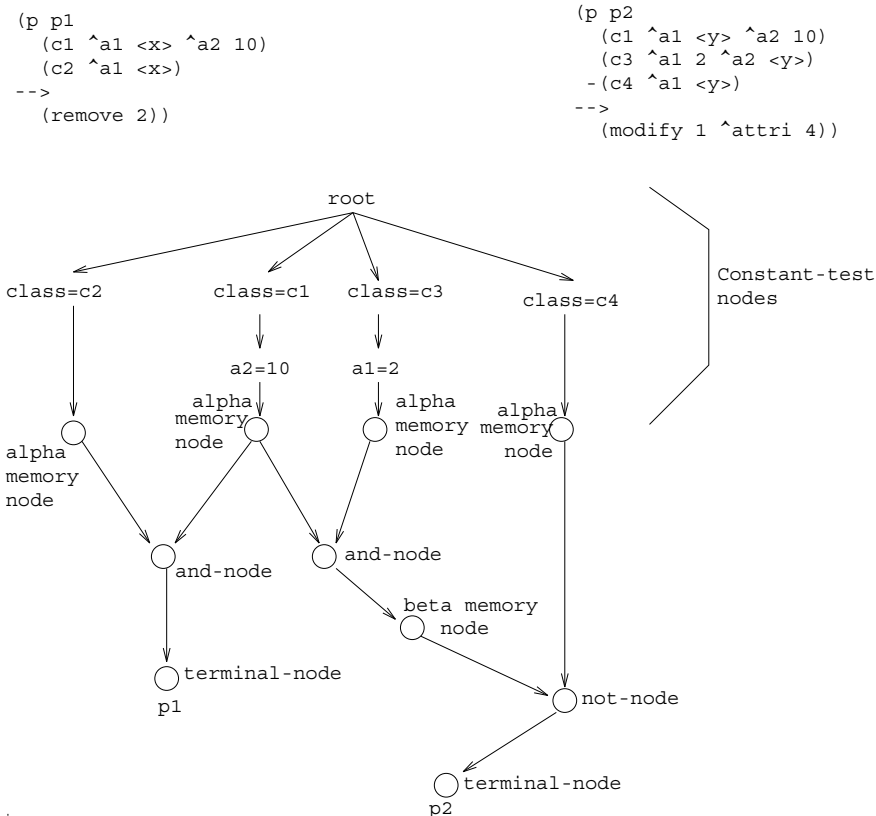 (p p1
(c1 ^a1 <x> ^a2 10)
(c2 ^a1 <x>)
-->
(remove 2))
(p p2
(c1 ^a1 <y> ^a2 10)
(c3 ^a1 2 ^a2 <y>)
-(c4 ^a1 <y>)
-->
(modify 1 ^attri 4))
root
class=c2
class=c1
class=c3
class=c4
Constant-test
nodes
a2=10
a1=2
alpha
memory
node
alpha
memory
node
alpha
memory
node
alpha
memory
node
and-node
and-node
beta memory
node
terminal-node
p1
not-node
terminal-node
p2